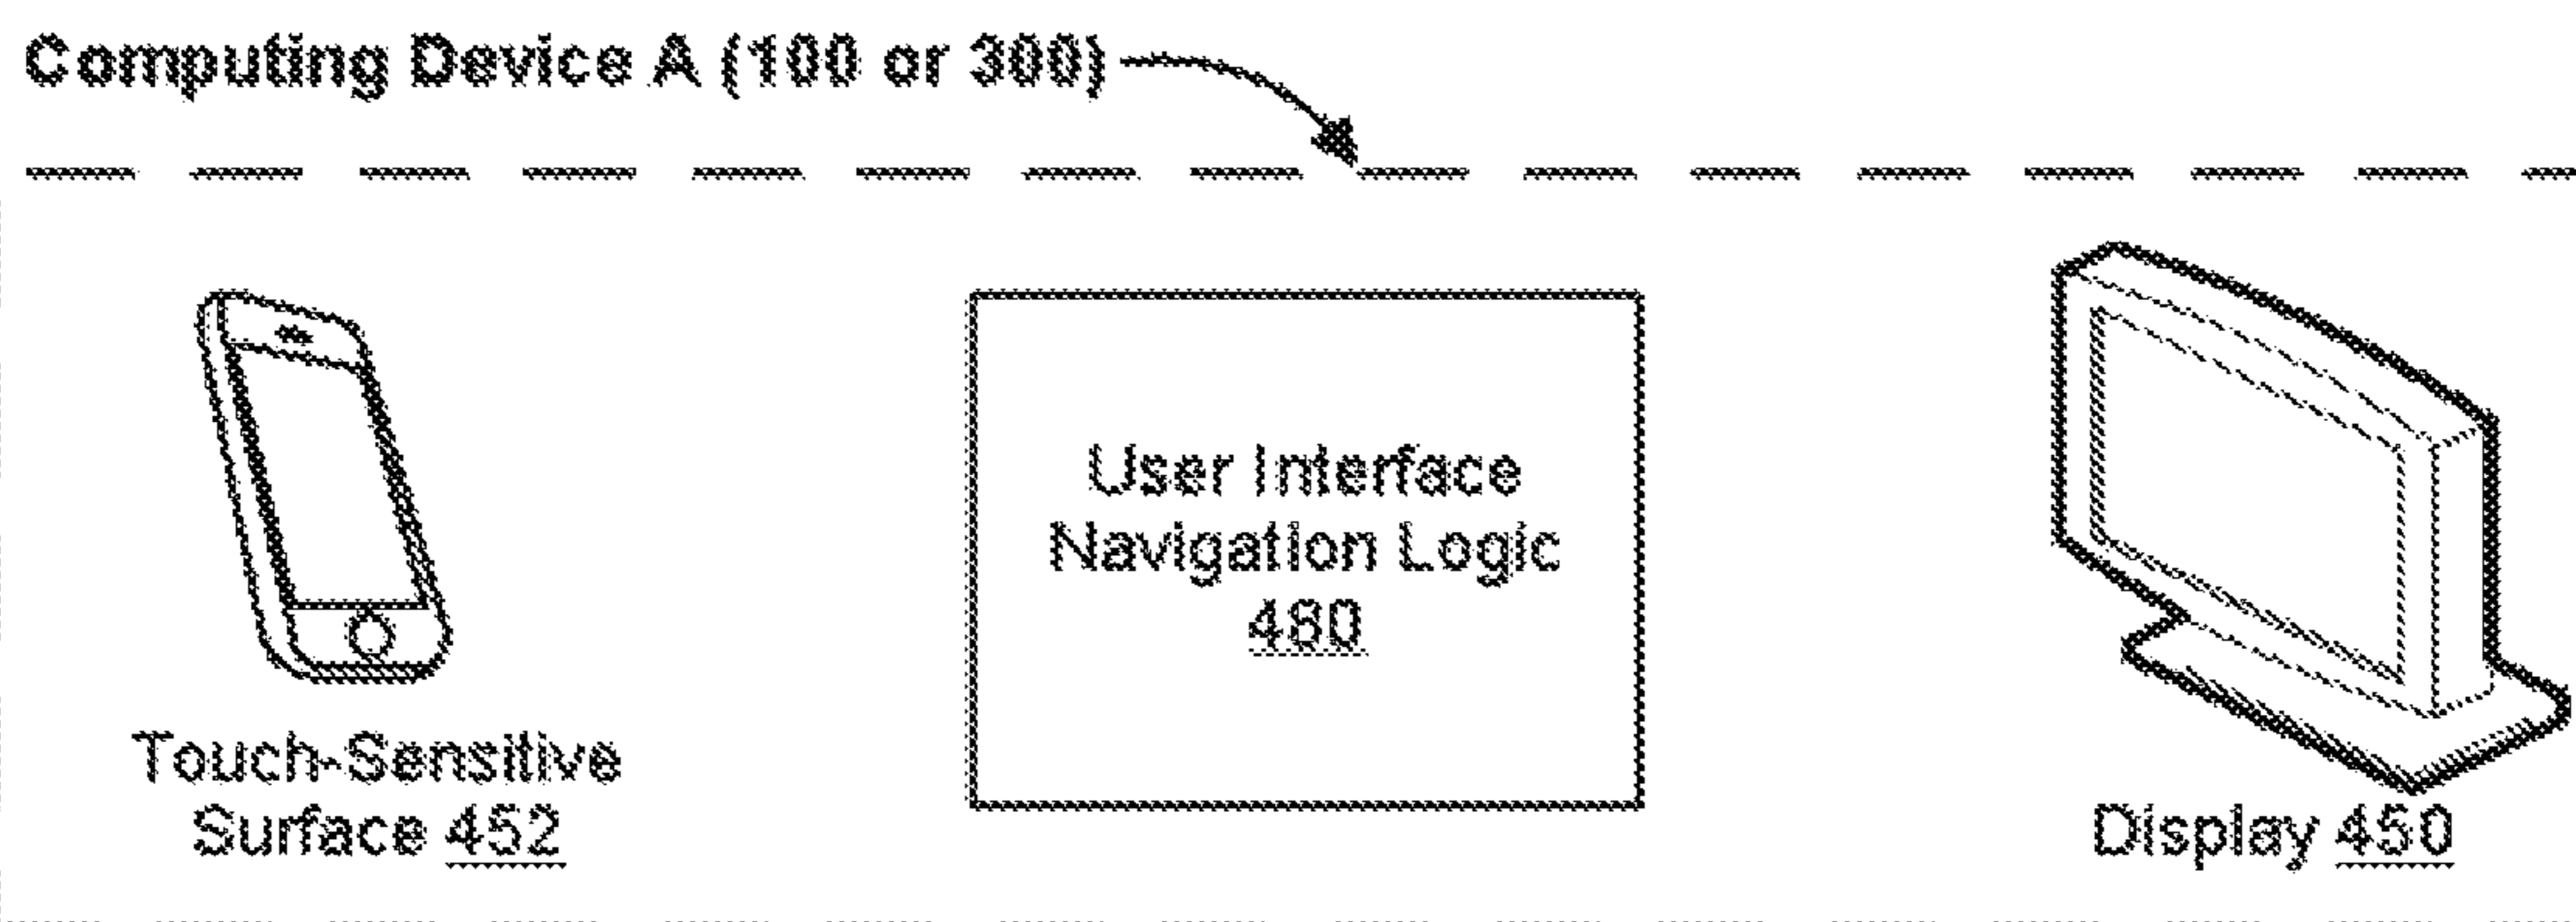 Computing Device A (100 or 300)
User Interface
Navigation Logic
480
Touch-Sensitive
Surface 452
Display 450